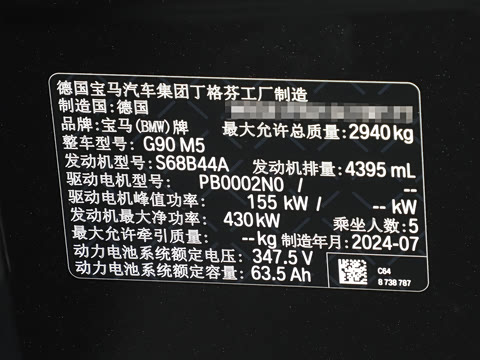 德国宝马汽车集团丁格芬工厂制造
制造国:德国
品牌:宝马(BMW)牌 最大允许总质量:2940kg
整车型号: G90 M5
发动机型号:S68B44A 发动机排量:4395 mL
驱动电机型号: PB0002N0 / --
驱动电机峰值功率: 155 kW / -- kW
发动机最大净功率: 430kW 乘坐人数:5
最大允许牵引质量: --kg 制造年月:2024-07
动力电池系统额定电压: 347.5 V
动力电池系统额定容量: 63.5 Ah
C64
8 738 787